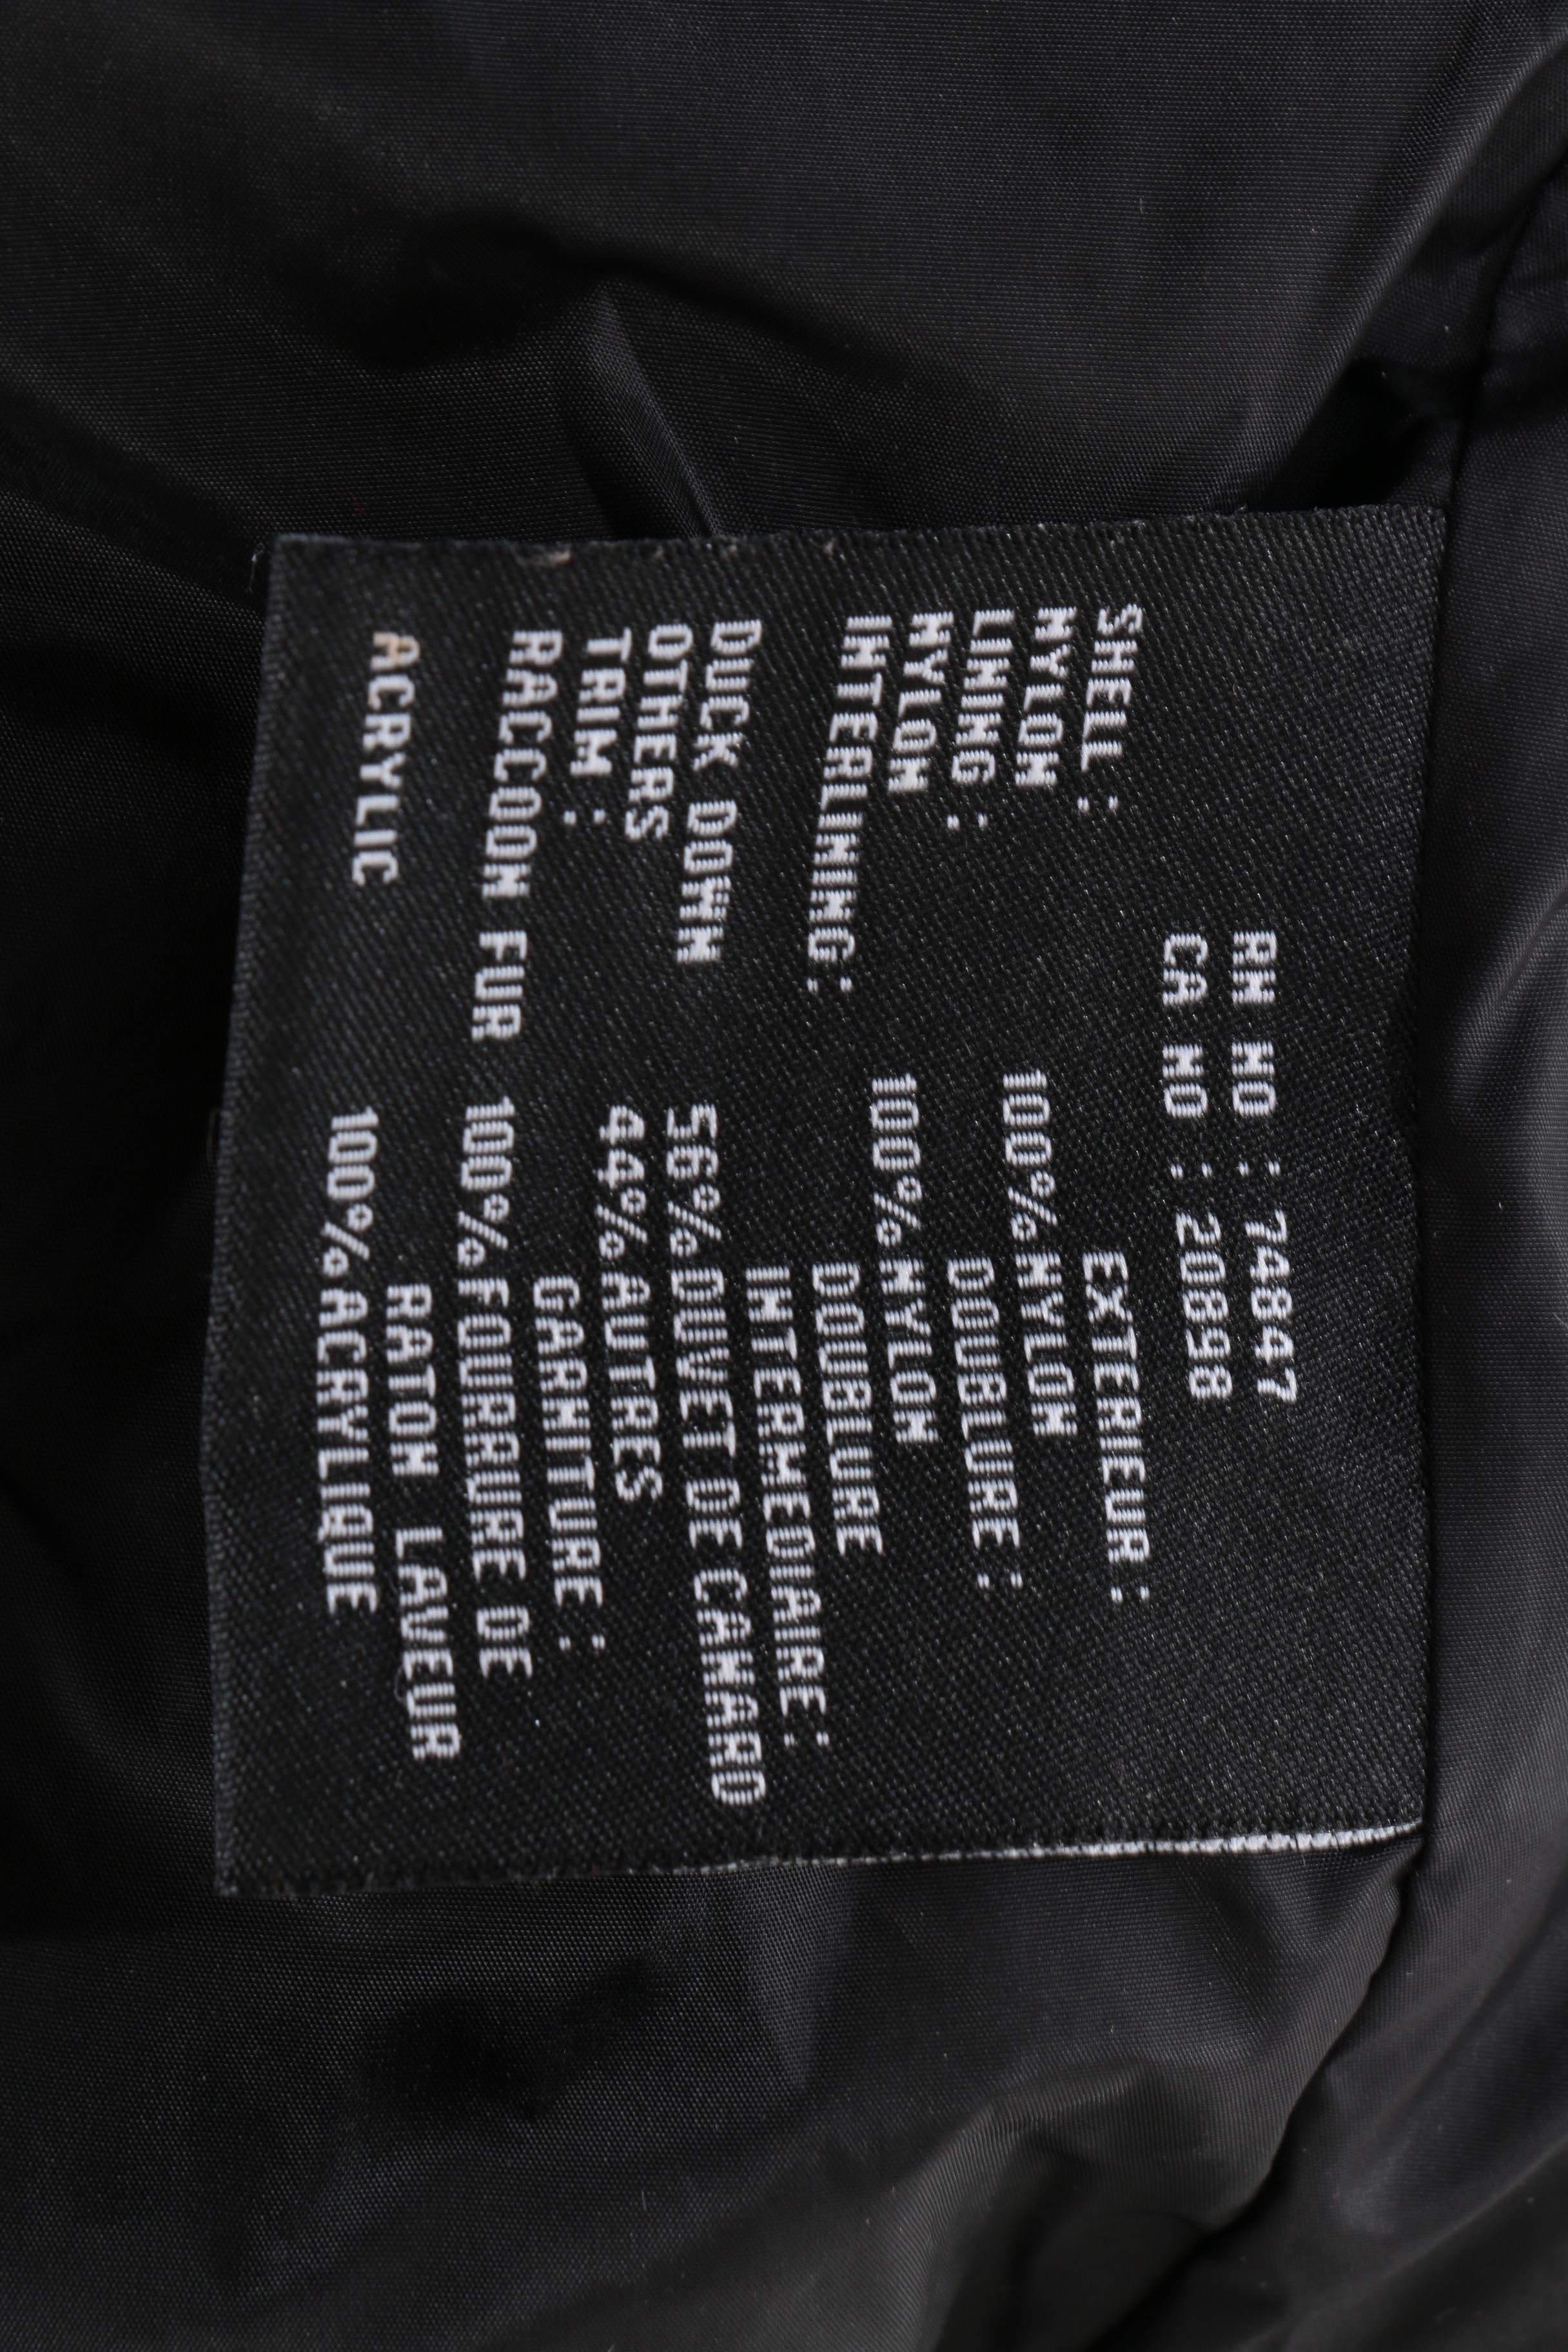 RN NO : 74847
CA NO : 20898
SHELL: EXTERIEUR:
NYLON 100% NYLON
LINING: DOUBLURE:
NYLON 100% NYLON
INTERLINING: DOUBLURE
INTERMEDIAIRE:
DUCK DOWN 56% DUVET DE CANARD
OTHERS 44% AUTRES
TRIM: GARNITURE:
RACCOON FUR 100% FOURRURE DE
RATON LAVEUR
ACRYLIC 100% ACRYLIQUE